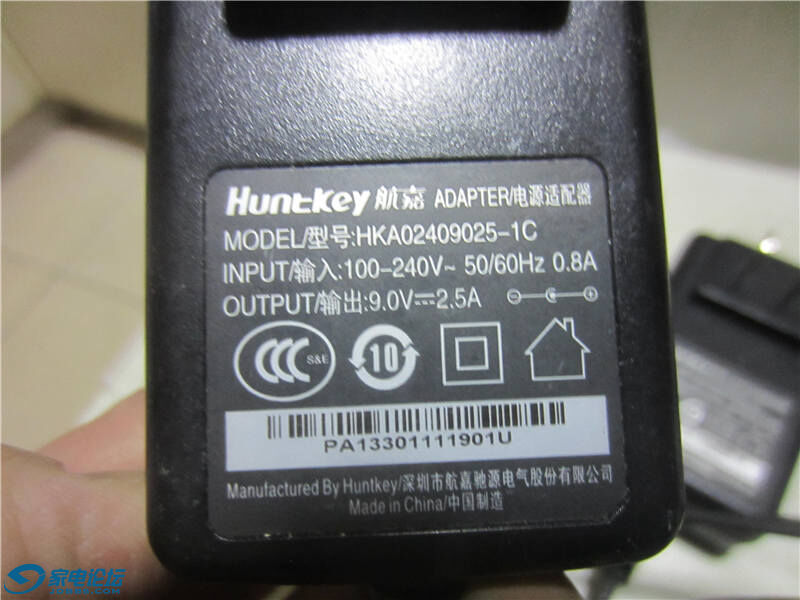 Huntkey 航嘉 ADAPTER/电源适配器
MODEL/型号:HKA02409025-1C
INPUT/输入:100-240V~ 50/60Hz 0.8A
OUTPUT/输出:9.0V⎓2.5A
CCC S&E
10
PA13301111901U
Manufactured By Huntkey/深圳市航嘉驰源电气股份有限公司
Made in China/中国制造
家电论坛